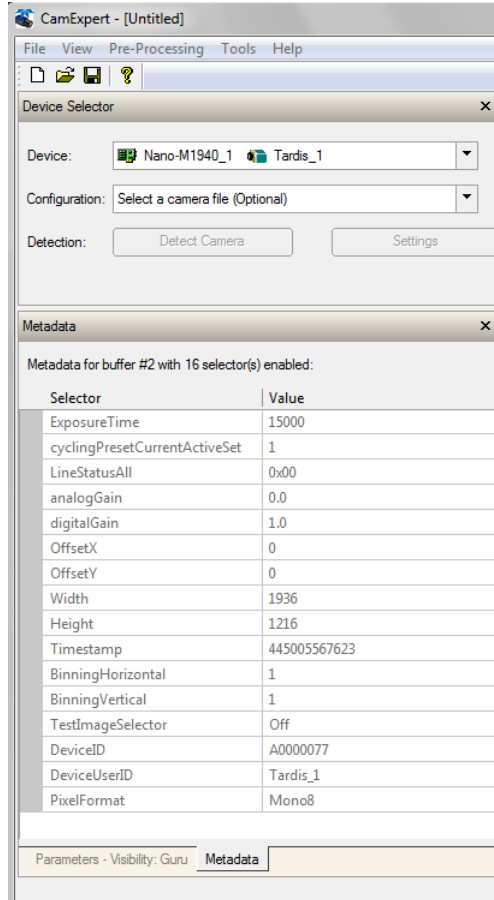 CamExpert - [Untitled]
File View Pre-Processing Tools Help
Device Selector
Device: Nano-M1940_1 Tardis_1
Configuration: Select a camera file (Optional)
Detection: Detect Camera Settings
Metadata
Metadata for buffer #2 with 16 selector(s) enabled:
Selector Value
ExposureTime 15000
cyclingPresetCurrentActiveSet 1
LineStatusAll 0x00
analogGain 0.0
digitalGain 1.0
OffsetX 0
OffsetY 0
Width 1936
Height 1216
Timestamp 445005567623
BinningHorizontal 1
BinningVertical 1
TestImageSelector Off
DeviceID A0000077
DeviceUserID Tardis_1
PixelFormat Mono8
Parameters - Visibility: Guru Metadata